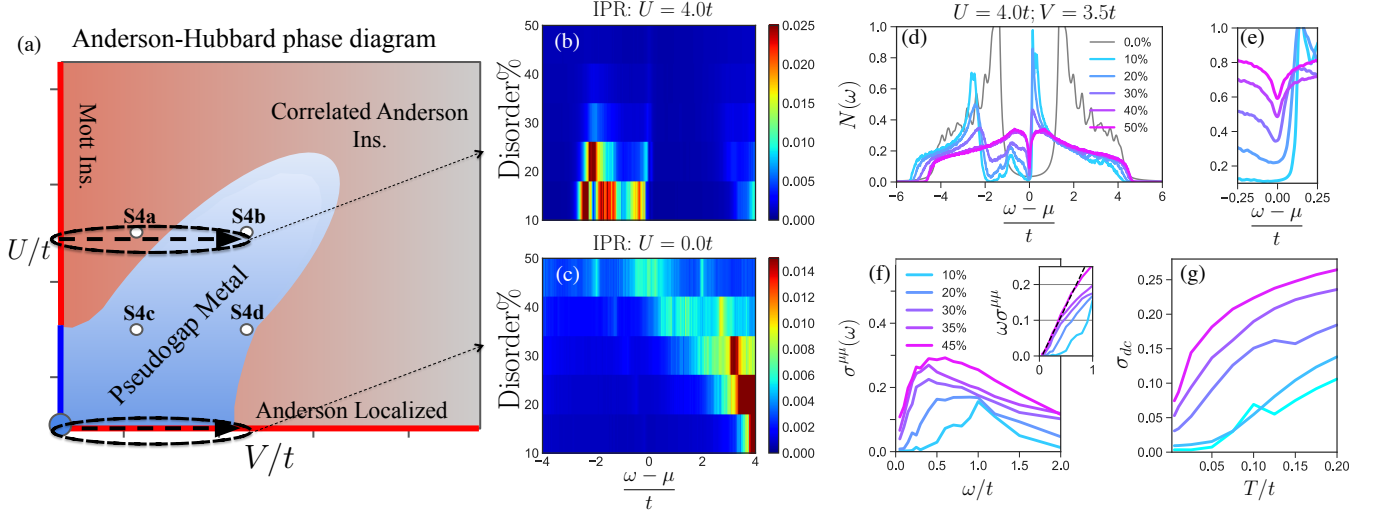 (a)
Anderson-Hubbard phase diagram
Mott Ins.
Correlated Anderson
Ins.
S4a
S4b
U/t
S4c
S4d
Pseudogap Metal
Anderson Localized
V/t
IPR: U = 4.0t
(b)
Disorder%
50
40
30
20
10
0.025
0.020
0.015
0.010
0.005
0.000
IPR: U = 0.0t
(c)
Disorder%
50
40
30
20
10
−4
−2
0
2
4
ω − μ
t
0.014
0.012
0.010
0.008
0.006
0.004
0.002
0.000
U = 4.0t; V = 3.5t
(d)
N(ω)
1.0
0.8
0.6
0.4
0.2
0.0
−6
−4
−2
0
2
4
6
ω − μ
t
0.0%
10%
20%
30%
40%
50%
(e)
1.0
0.8
0.6
0.4
0.2
−0.25
0.00
0.25
ω − μ
t
(f)
σ^μμ(ω)
0.6
0.4
0.2
0.0
0.0
0.5
1.0
1.5
2.0
ω/t
10%
20%
30%
35%
45%
ωσ^μμ
0.2
0.1
0.0
0
1
(g)
σ_dc
0.25
0.20
0.15
0.10
0.05
0.00
0.05
0.10
0.15
0.20
T/t